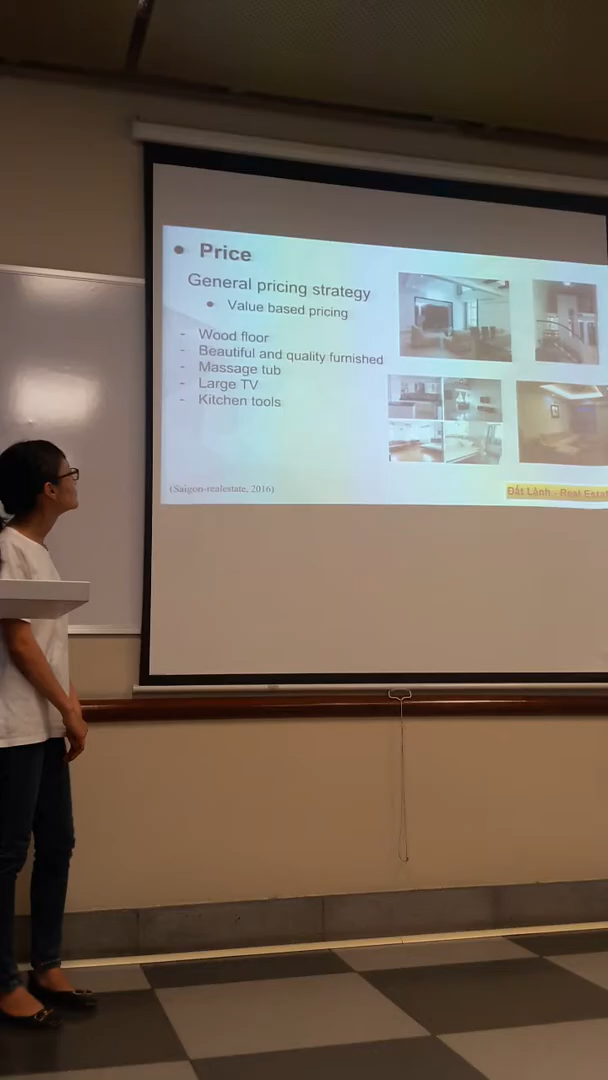 • Price
General pricing strategy
• Value based pricing
- Wood floor
- Beautiful and quality furnished
- Massage tub
- Large TV
- Kitchen tools
(Saigon-realestate, 2016)
Đất Lành - Real Estat